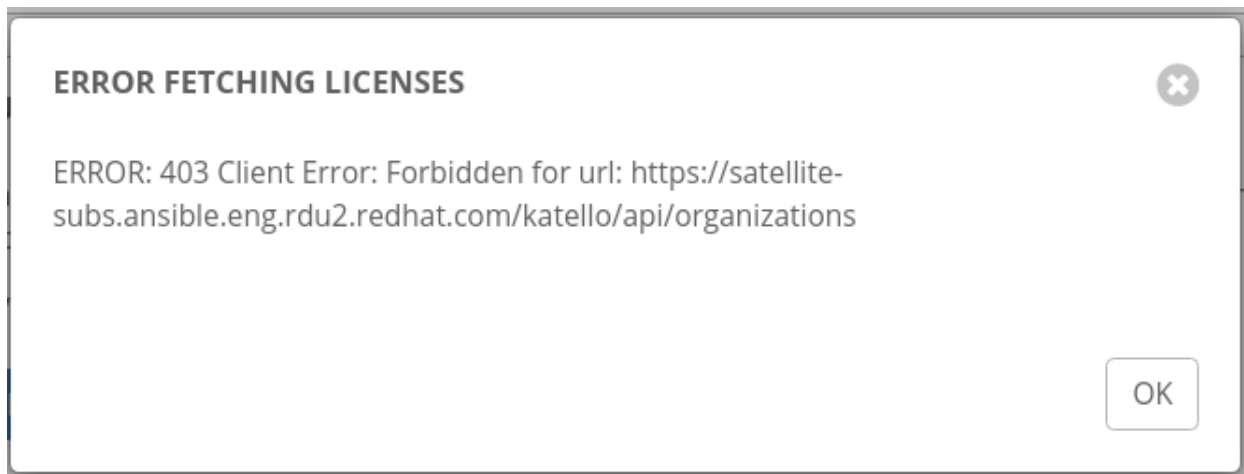 ERROR FETCHING LICENSES
ERROR: 403 Client Error: Forbidden for url: https://satellite-
subs.ansible.eng.rdu2.redhat.com/katello/api/organizations
OK